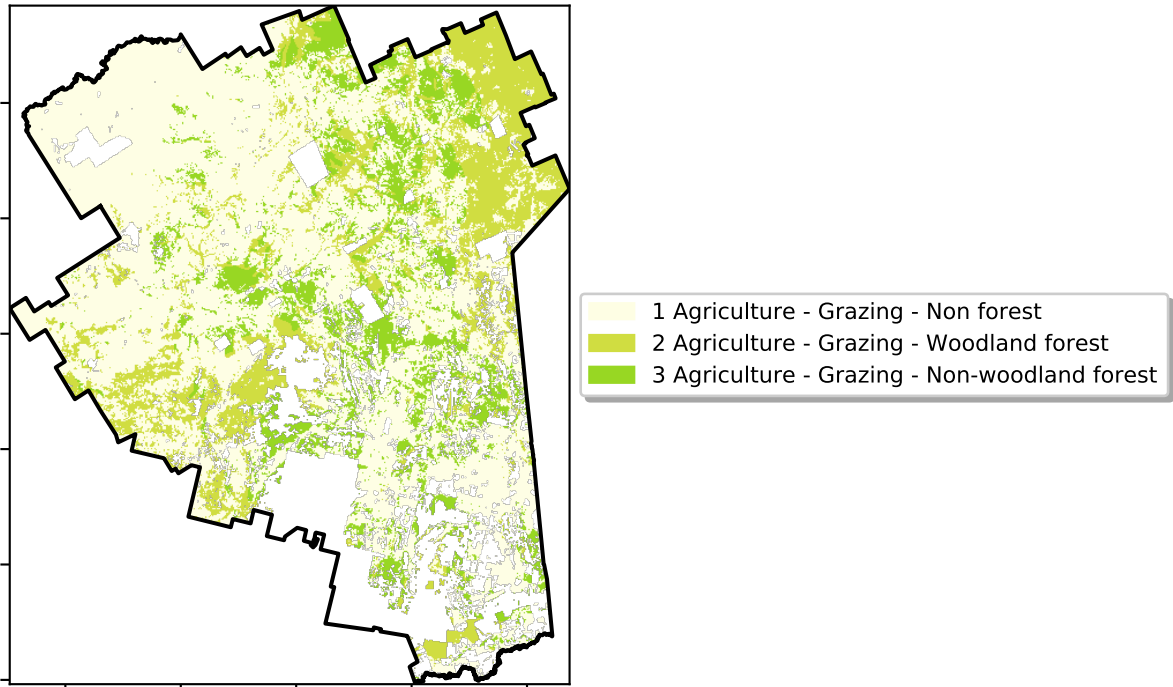 1 Agriculture - Grazing - Non forest
2 Agriculture - Grazing - Woodland forest
3 Agriculture - Grazing - Non-woodland forest